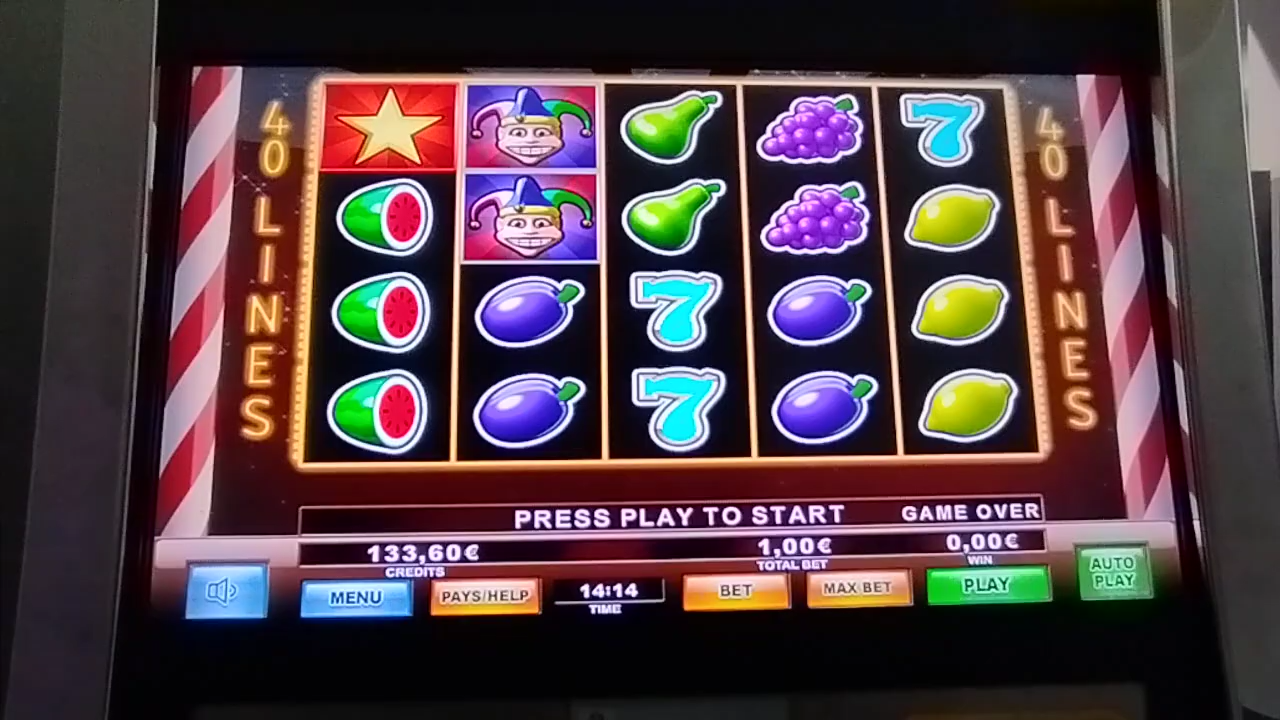 40 LINES
40 LINES
PRESS PLAY TO START
GAME OVER
133,60€
CREDITS
1,00€
TOTAL BET
0,00€
WIN
MENU
PAYS/HELP
14:14
TIME
BET
MAX BET
PLAY
AUTO
PLAY